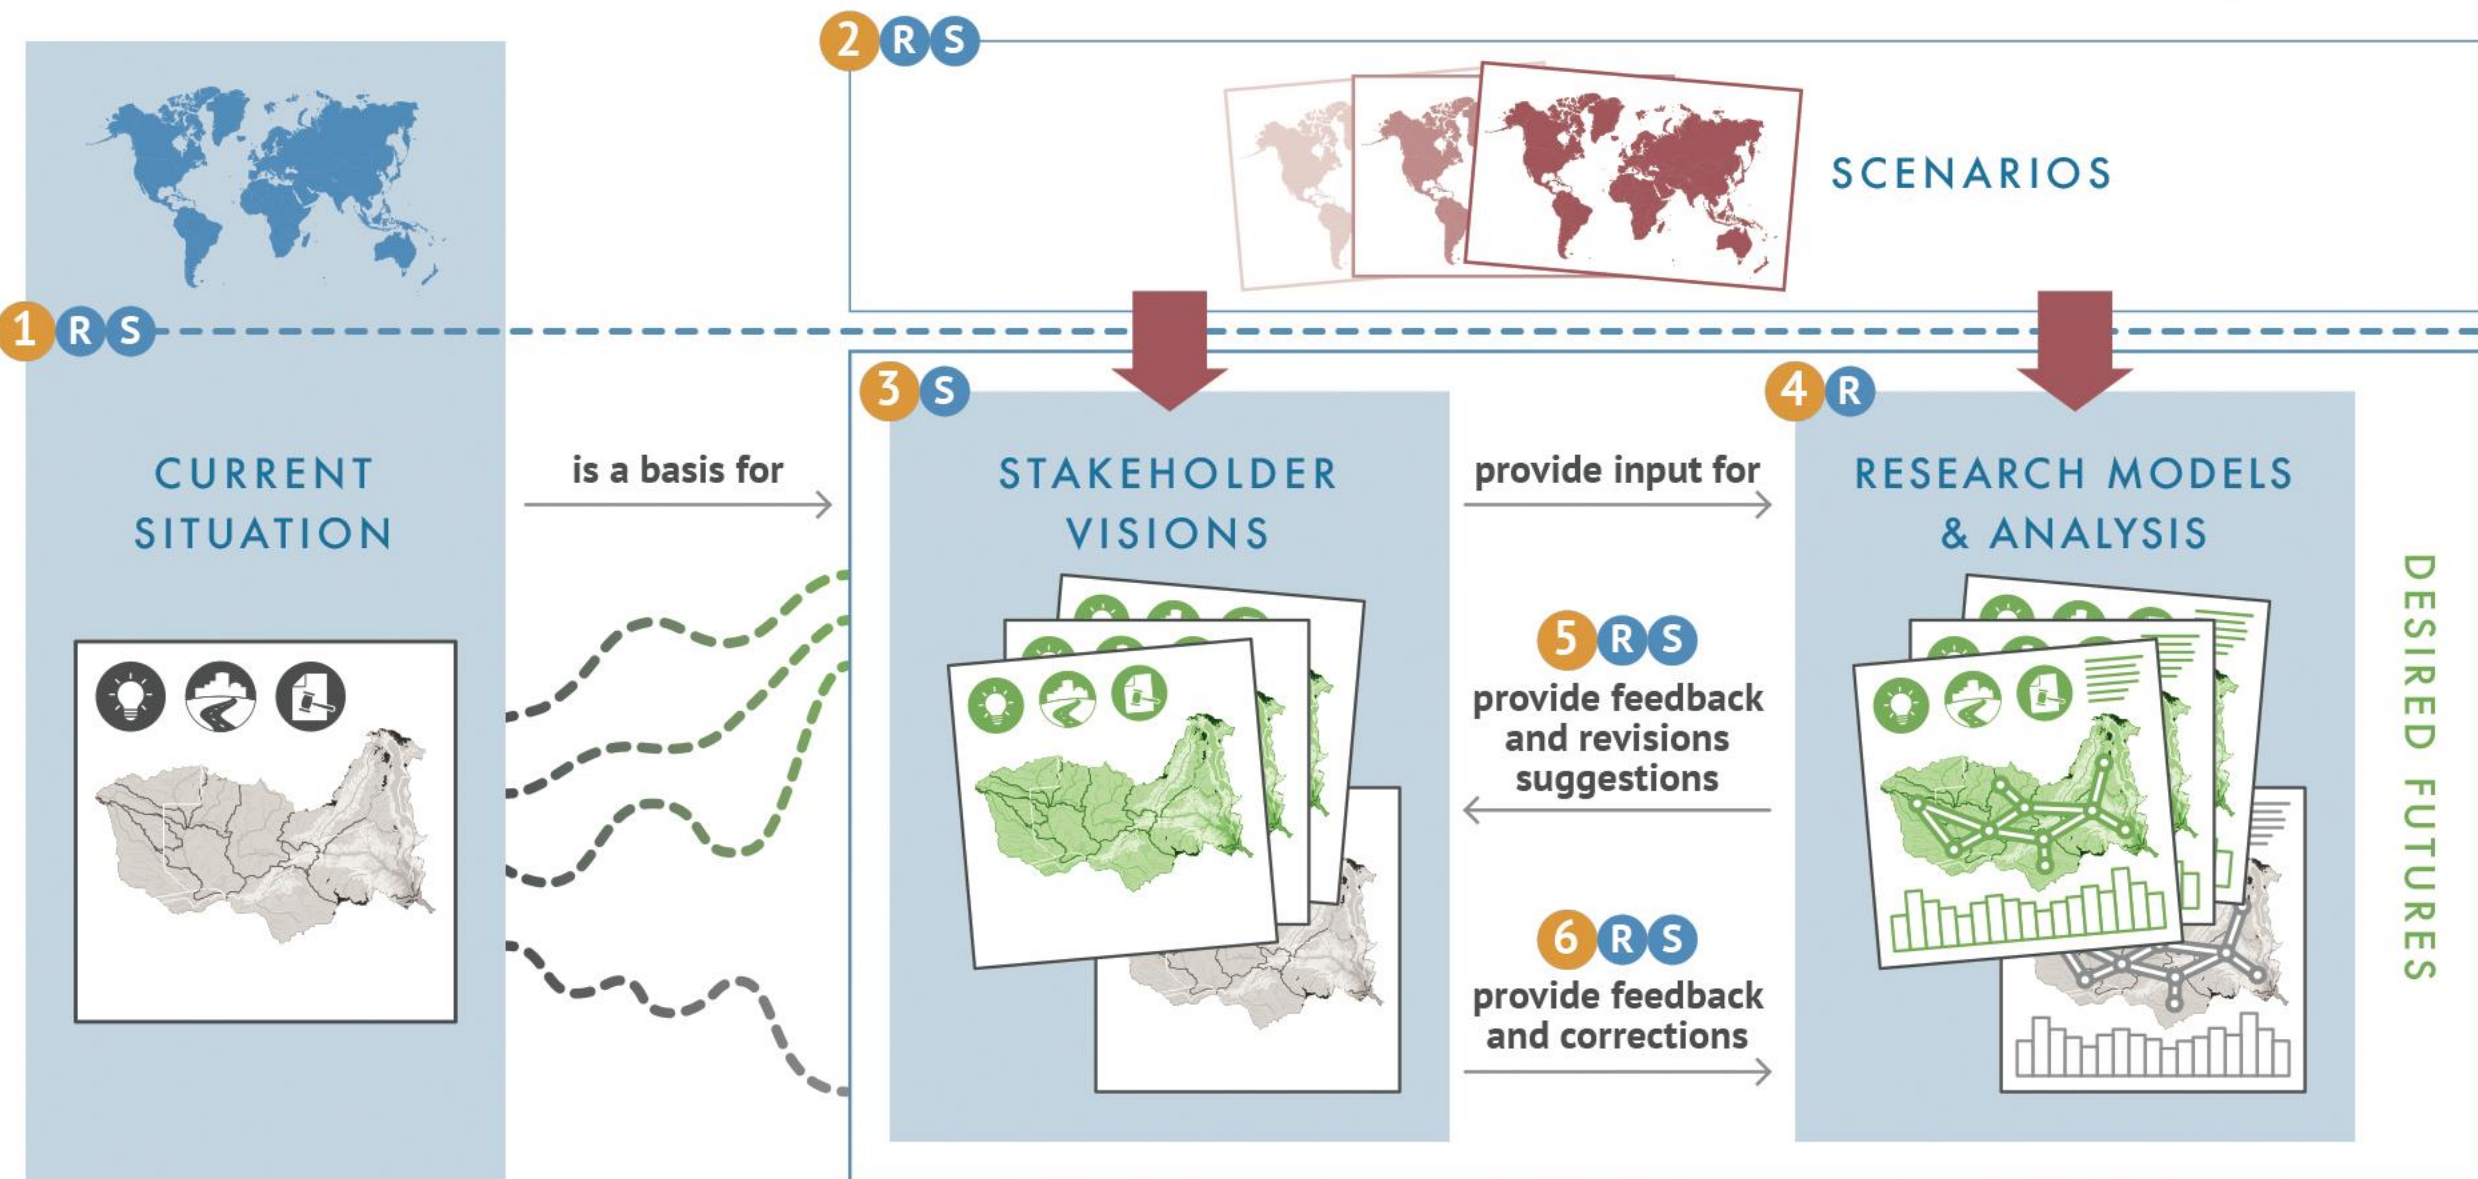 2 R S
SCENARIOS
1 R S
CURRENT
SITUATION
is a basis for
3 S
STAKEHOLDER
VISIONS
provide input for
4 R
RESEARCH MODELS
& ANALYSIS
5 R S
provide feedback
and revisions
suggestions
6 R S
provide feedback
and corrections
DESIRED FUTURES